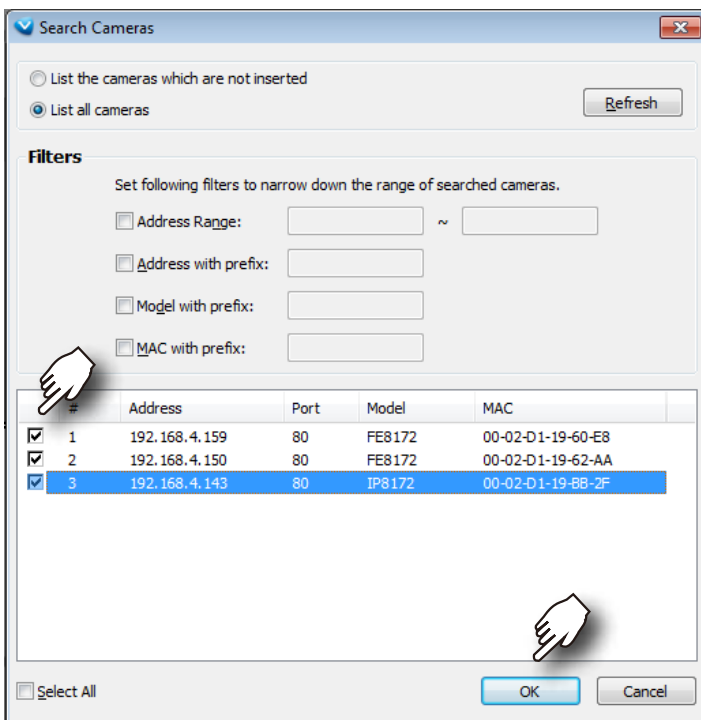 Search Cameras
List the cameras which are not inserted
List all cameras
Refresh
Filters
Set following filters to narrow down the range of searched cameras.
Address Range: ~
Address with prefix:
Model with prefix:
MAC with prefix:
# Address Port Model MAC
1 192.168.4.159 80 FE8172 00-02-D1-19-60-E8
2 192.168.4.150 80 FE8172 00-02-D1-19-62-AA
3 192.168.4.143 80 IP8172 00-02-D1-19-BB-2F
Select All OK Cancel